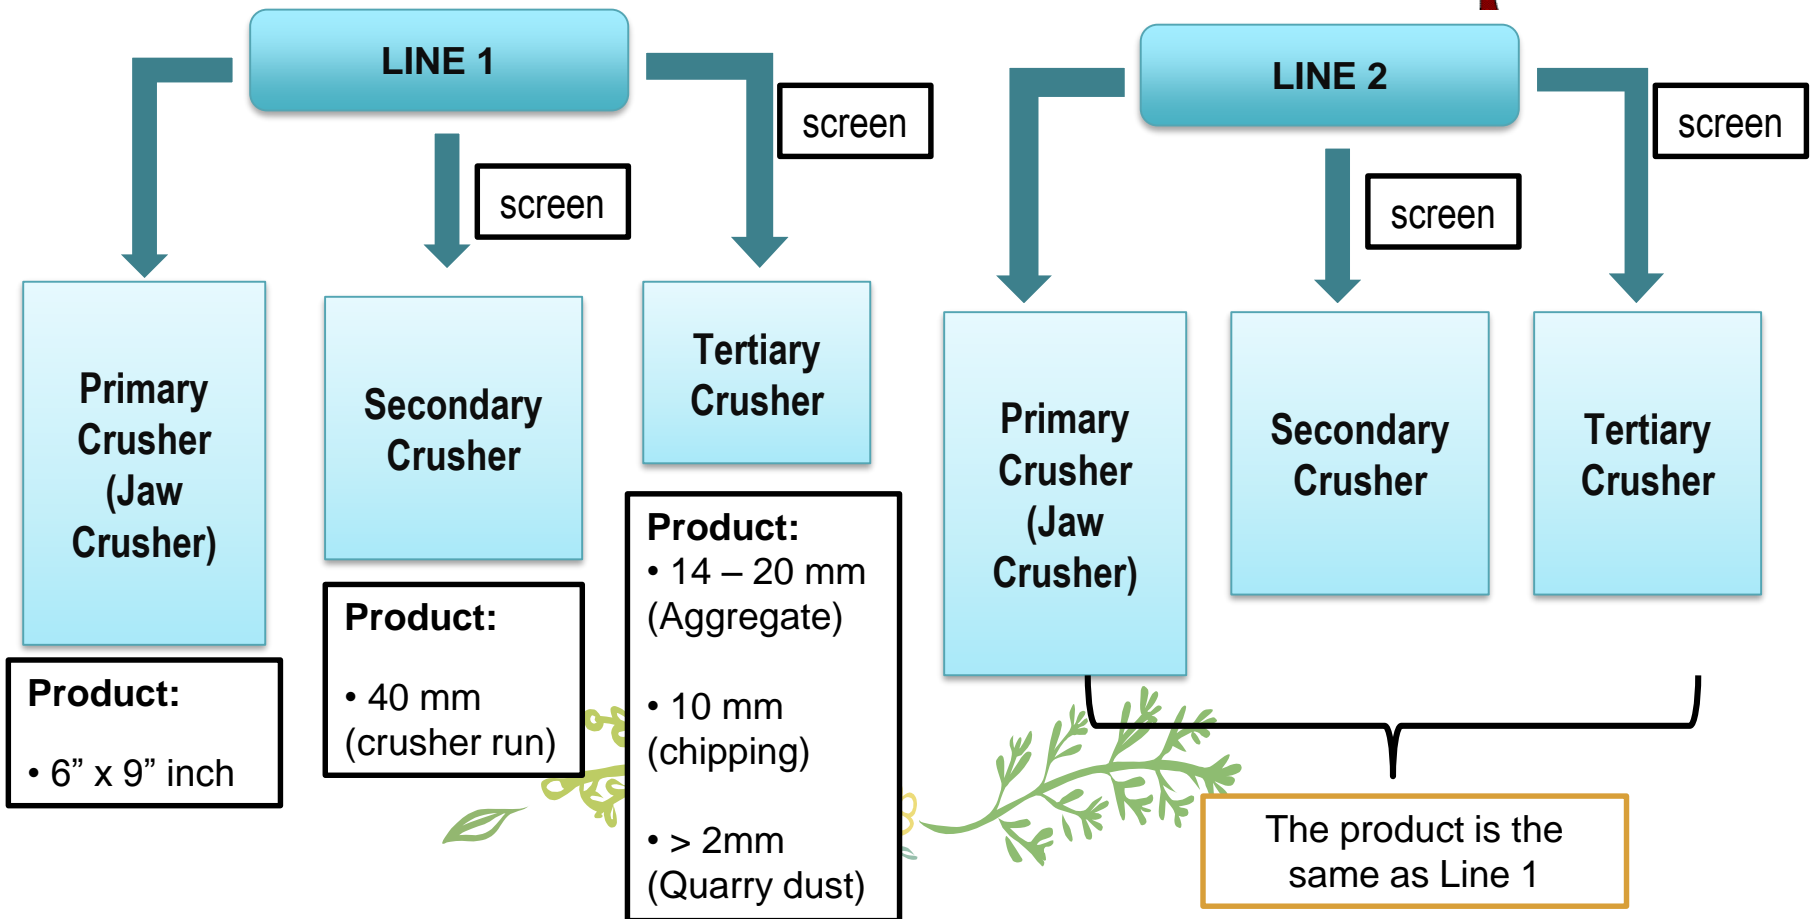 LINE 1
screen
screen
Primary
Crusher
(Jaw
Crusher)
Product:
• 6” x 9” inch
Secondary
Crusher
Product:
• 40 mm
(crusher run)
Tertiary
Crusher
Product:
• 14 – 20 mm
(Aggregate)
• 10 mm
(chipping)
• > 2mm
(Quarry dust)
LINE 2
screen
screen
Primary
Crusher
(Jaw
Crusher)
Secondary
Crusher
Tertiary
Crusher
The product is the
same as Line 1